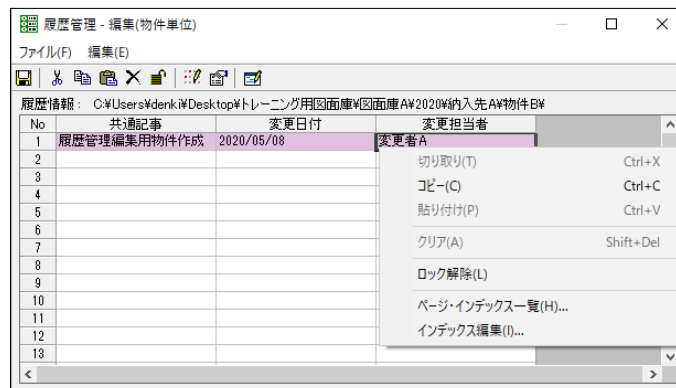 履歴管理 - 編集(物件単位)
ファイル(F) 編集(E)
履歴情報： C:¥Users¥denki¥Desktop¥トレーニング用図面庫¥図面庫A¥2020¥納入先A¥物件B¥
No 共通記事 変更日付 変更担当者
1 履歴管理編集用物件作成 2020/05/08 変更者A
2
3
4
5
6
7
8
9
10
11
12
13
切り取り(T) Ctrl+X
コピー(C) Ctrl+C
貼り付け(P) Ctrl+V
クリア(A) Shift+Del
ロック解除(L)
ページ・インデックス一覧(H)...
インデックス編集(I)...